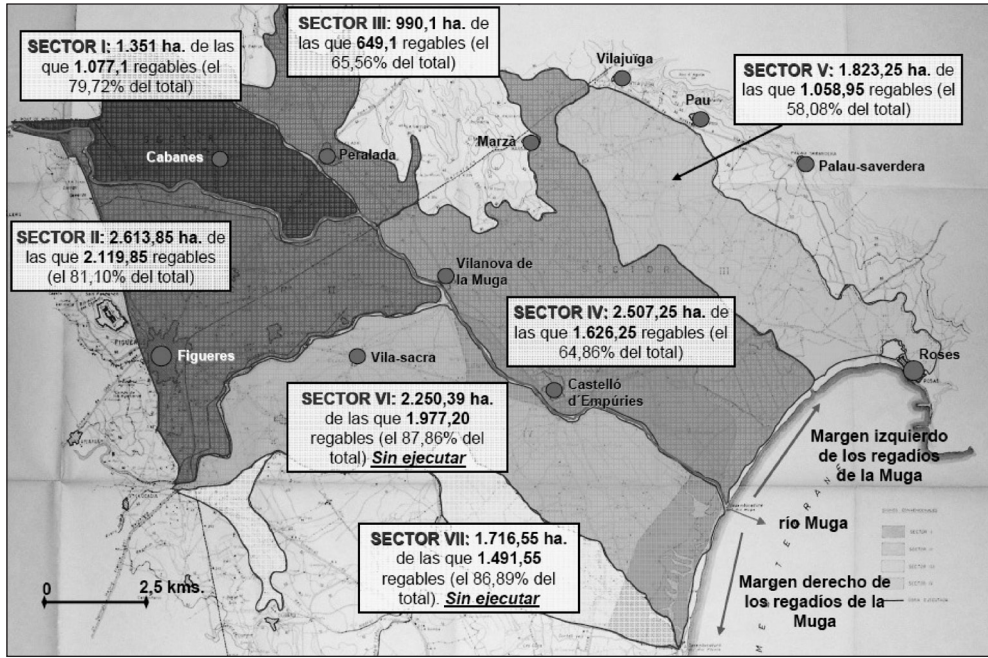 SECTOR I: 1.351 ha. de las
que 1.077,1 regables (el
79,72% del total)
SECTOR III: 990,1 ha. de
las que 649,1 regables (el
65,56% del total)
SECTOR V: 1.823,25 ha. de
las que 1.058,95 regables (el
58,08% del total)
Vilajuïga
Pau
Marzà
Palau-saverdera
Cabanes
Peralada
SECTOR II: 2.613,85 ha. de
las que 2.119,85 regables
(el 81,10% del total)
Vilanova de
la Muga
SECTOR IV: 2.507,25 ha. de
las que 1.626,25 regables (el
64,86% del total)
Figueres
Vila-sacra
Roses
Castelló
d´Empúries
SECTOR VI: 2.250,39 ha.
de las que 1.977,20
regables (el 87,86% del
total) Sin ejecutar
Margen izquierdo
de los regadíos
de la Muga
río Muga
SECTOR VII: 1.716,55 ha.
de las que 1.491,55
regables (el 86,89% del
total). Sin ejecutar
Margen derecho de
los regadíos de la
Muga
0 2,5 kms.